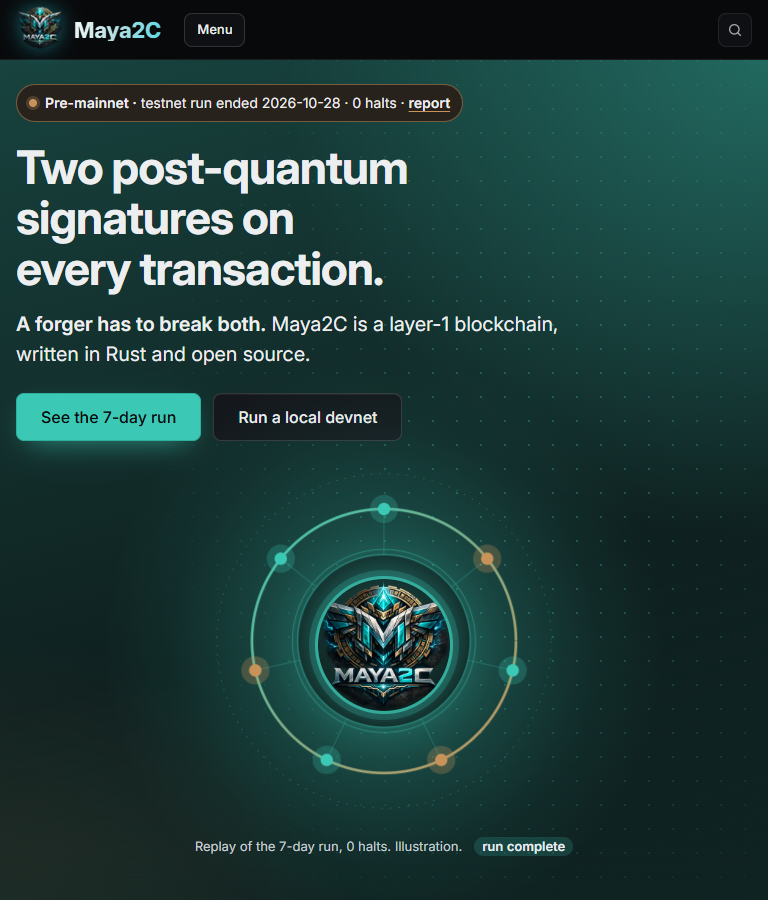 MAYA2C
Maya2C
Menu
Pre-mainnet · testnet run ended 2026-10-28 · 0 halts · report
Two post-quantum
signatures on
every transaction.
A forger has to break both. Maya2C is a layer-1 blockchain,
written in Rust and open source.
See the 7-day run
Run a local devnet
MAYA2C
Replay of the 7-day run, 0 halts. Illustration.
run complete